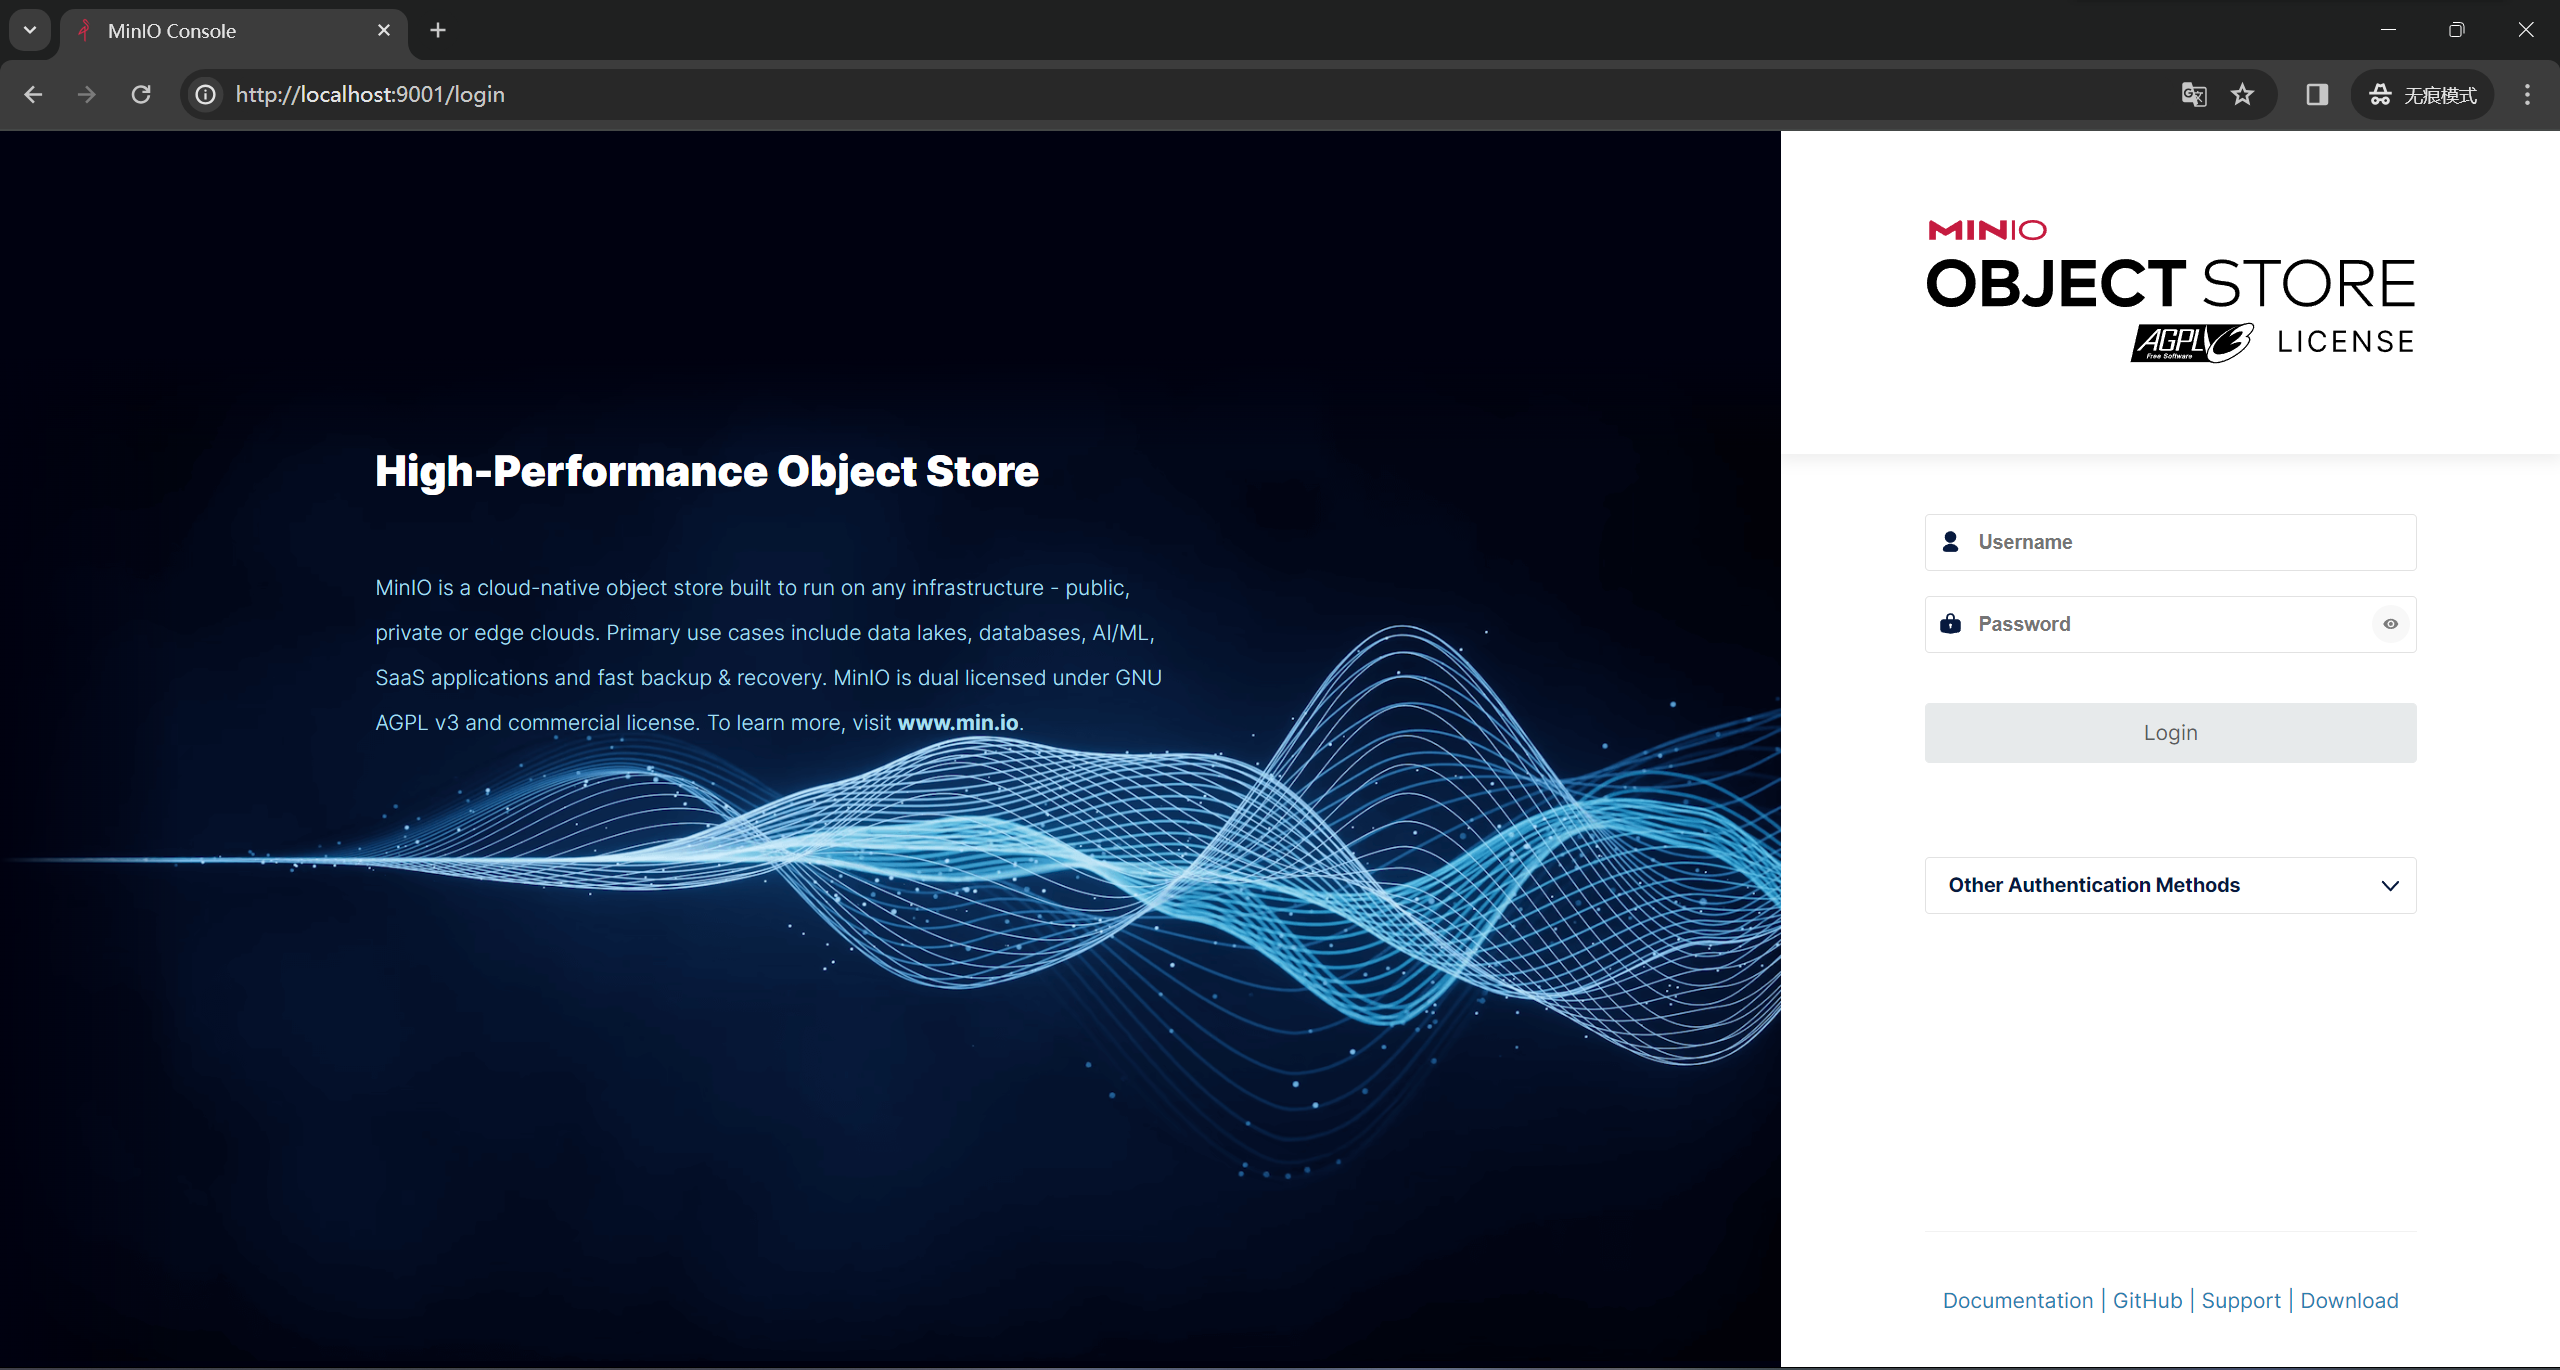 MinIO Console
http://localhost:9001/login
无痕模式
High-Performance Object Store
MinIO is a cloud-native object store built to run on any infrastructure - public,
private or edge clouds. Primary use cases include data lakes, databases, AI/ML,
SaaS applications and fast backup & recovery. MinIO is dual licensed under GNU
AGPL v3 and commercial license. To learn more, visit www.min.io.
MINIO
OBJECT STORE
AGPLv3 LICENSE
Free Software
Username
Password
Login
Other Authentication Methods
Documentation | GitHub | Support | Download